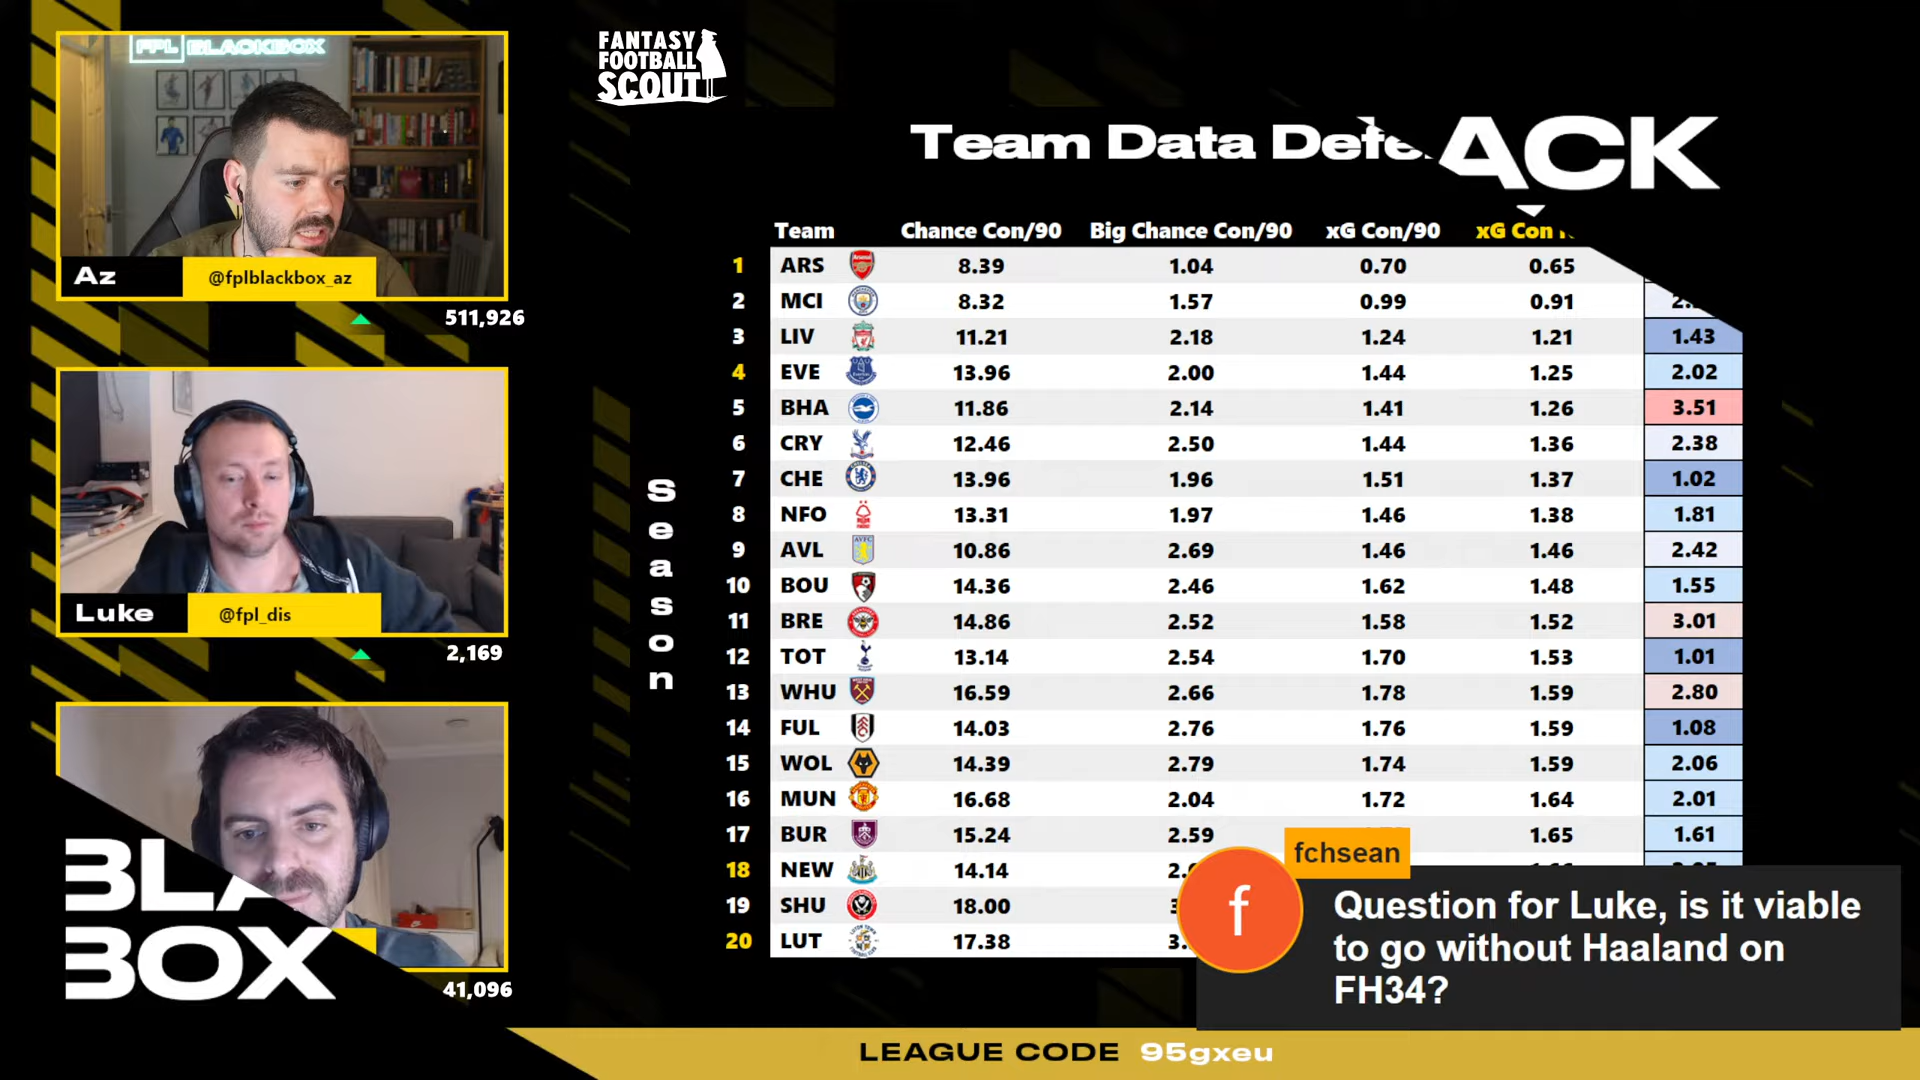 FPL BLACKBOX
Az
@fplblackbox_az
511,926
Luke
@fpl_dis
2,169
BLA
BOX
41,096
FANTASY
FOOTBALL
SCOUT
Team Data Defe
ACK
Season
Team Chance Con/90 Big Chance Con/90 xG Con/90 xG Con
1 ARS 8.39 1.04 0.70 0.65
2 MCI 8.32 1.57 0.99 0.91
3 LIV 11.21 2.18 1.24 1.21 1.43
4 EVE 13.96 2.00 1.44 1.25 2.02
5 BHA 11.86 2.14 1.41 1.26 3.51
6 CRY 12.46 2.50 1.44 1.36 2.38
7 CHE 13.96 1.96 1.51 1.37 1.02
8 NFO 13.31 1.97 1.46 1.38 1.81
9 AVL 10.86 2.69 1.46 1.46 2.42
10 BOU 14.36 2.46 1.62 1.48 1.55
11 BRE 14.86 2.52 1.58 1.52 3.01
12 TOT 13.14 2.54 1.70 1.53 1.01
13 WHU 16.59 2.66 1.78 1.59 2.80
14 FUL 14.03 2.76 1.76 1.59 1.08
15 WOL 14.39 2.79 1.74 1.59 2.06
16 MUN 16.68 2.04 1.72 1.64 2.01
17 BUR 15.24 2.59 1.65 1.61
18 NEW 14.14
19 SHU 18.00
20 LUT 17.38
fchsean
f
Question for Luke, is it viable
to go without Haaland on
FH34?
LEAGUE CODE 95gxeu